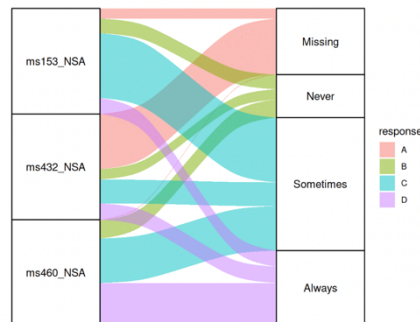 ms153_NSA
ms432_NSA
ms460_NSA
Missing
Never
Sometimes
Always
response
A
B
C
D